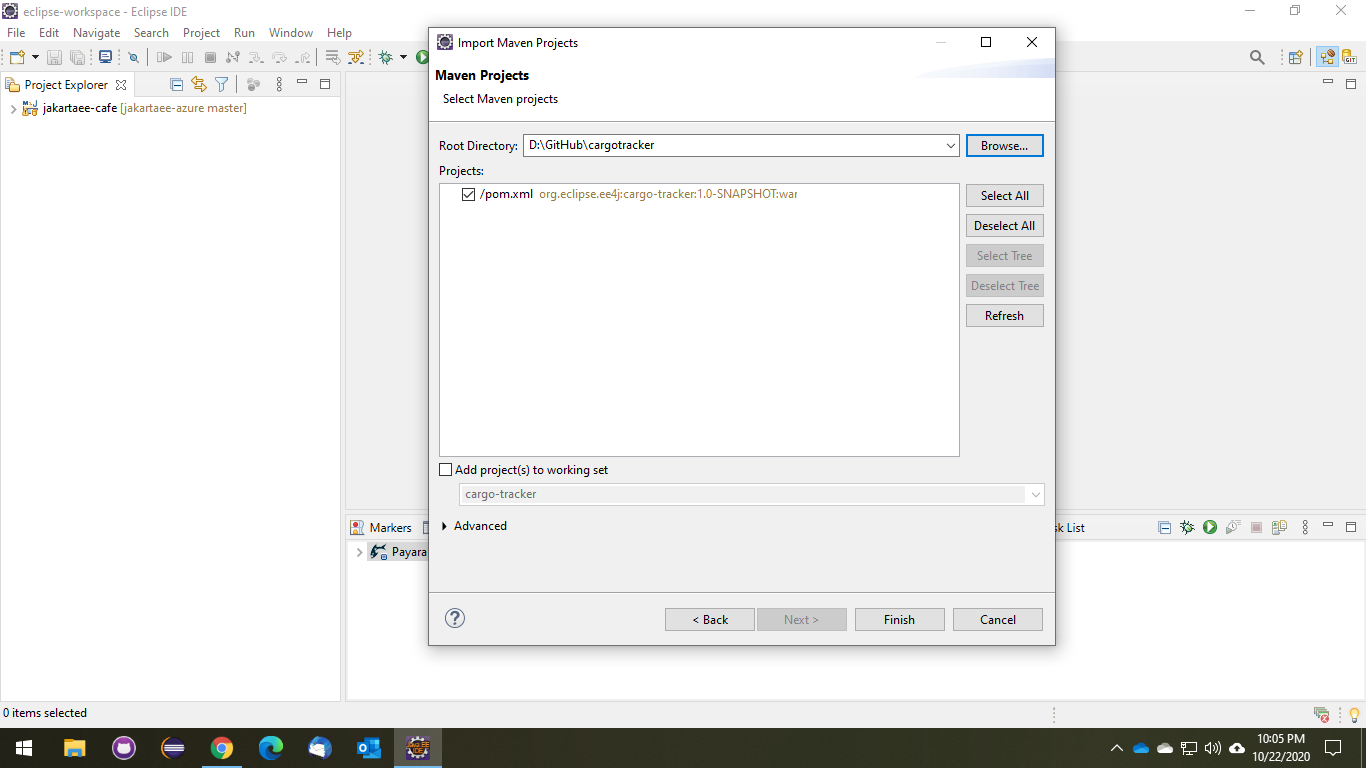 eclipse-workspace - Eclipse IDE
File Edit Navigate Search Project Run Window Help
Project Explorer
jakartaee-cafe [jakartaee-azure master]
Import Maven Projects
Maven Projects
Select Maven projects
Root Directory: D:\GitHub\cargotracker Browse...
Projects:
/pom.xml org.eclipse.ee4j:cargo-tracker:1.0-SNAPSHOT:war
Select All
Deselect All
Select Tree
Deselect Tree
Refresh
Add project(s) to working set
cargo-tracker
Advanced
< Back Next > Finish Cancel
Markers
sk List
Payara
0 items selected
GIT
JAVA EE
IDE
10:05 PM
10/22/2020